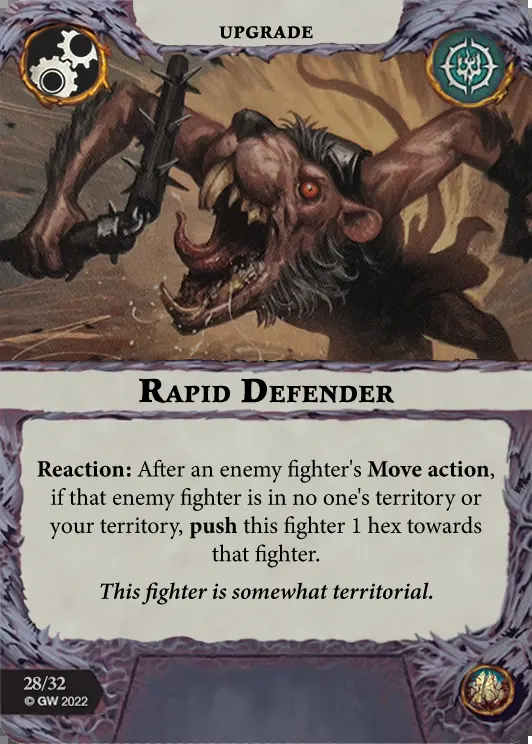 UPGRADE
RAPID DEFENDER
Reaction: After an enemy fighter's Move action,
if that enemy fighter is in no one's territory or
your territory, push this fighter 1 hex towards
that fighter.
This fighter is somewhat territorial.
28/32
© GW 2022